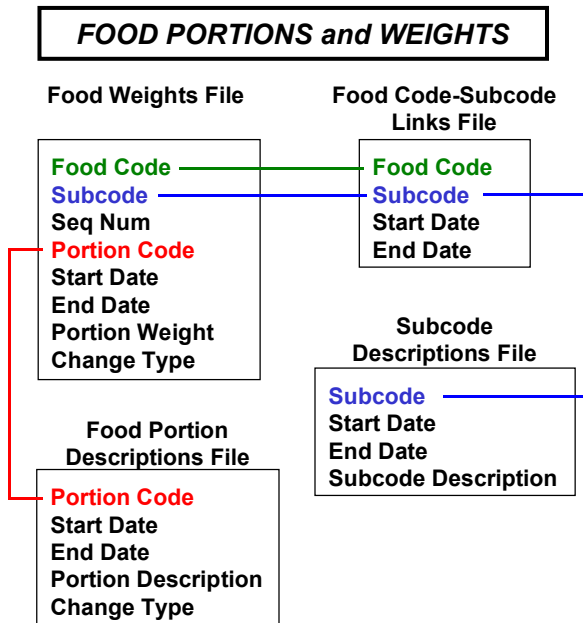 FOOD PORTIONS and WEIGHTS
Food Weights File
Food Code
Subcode
Seq Num
Portion Code
Start Date
End Date
Portion Weight
Change Type
Food Code-Subcode
Links File
Food Code
Subcode
Start Date
End Date
Subcode
Descriptions File
Subcode
Start Date
End Date
Subcode Description
Food Portion
Descriptions File
Portion Code
Start Date
End Date
Portion Description
Change Type